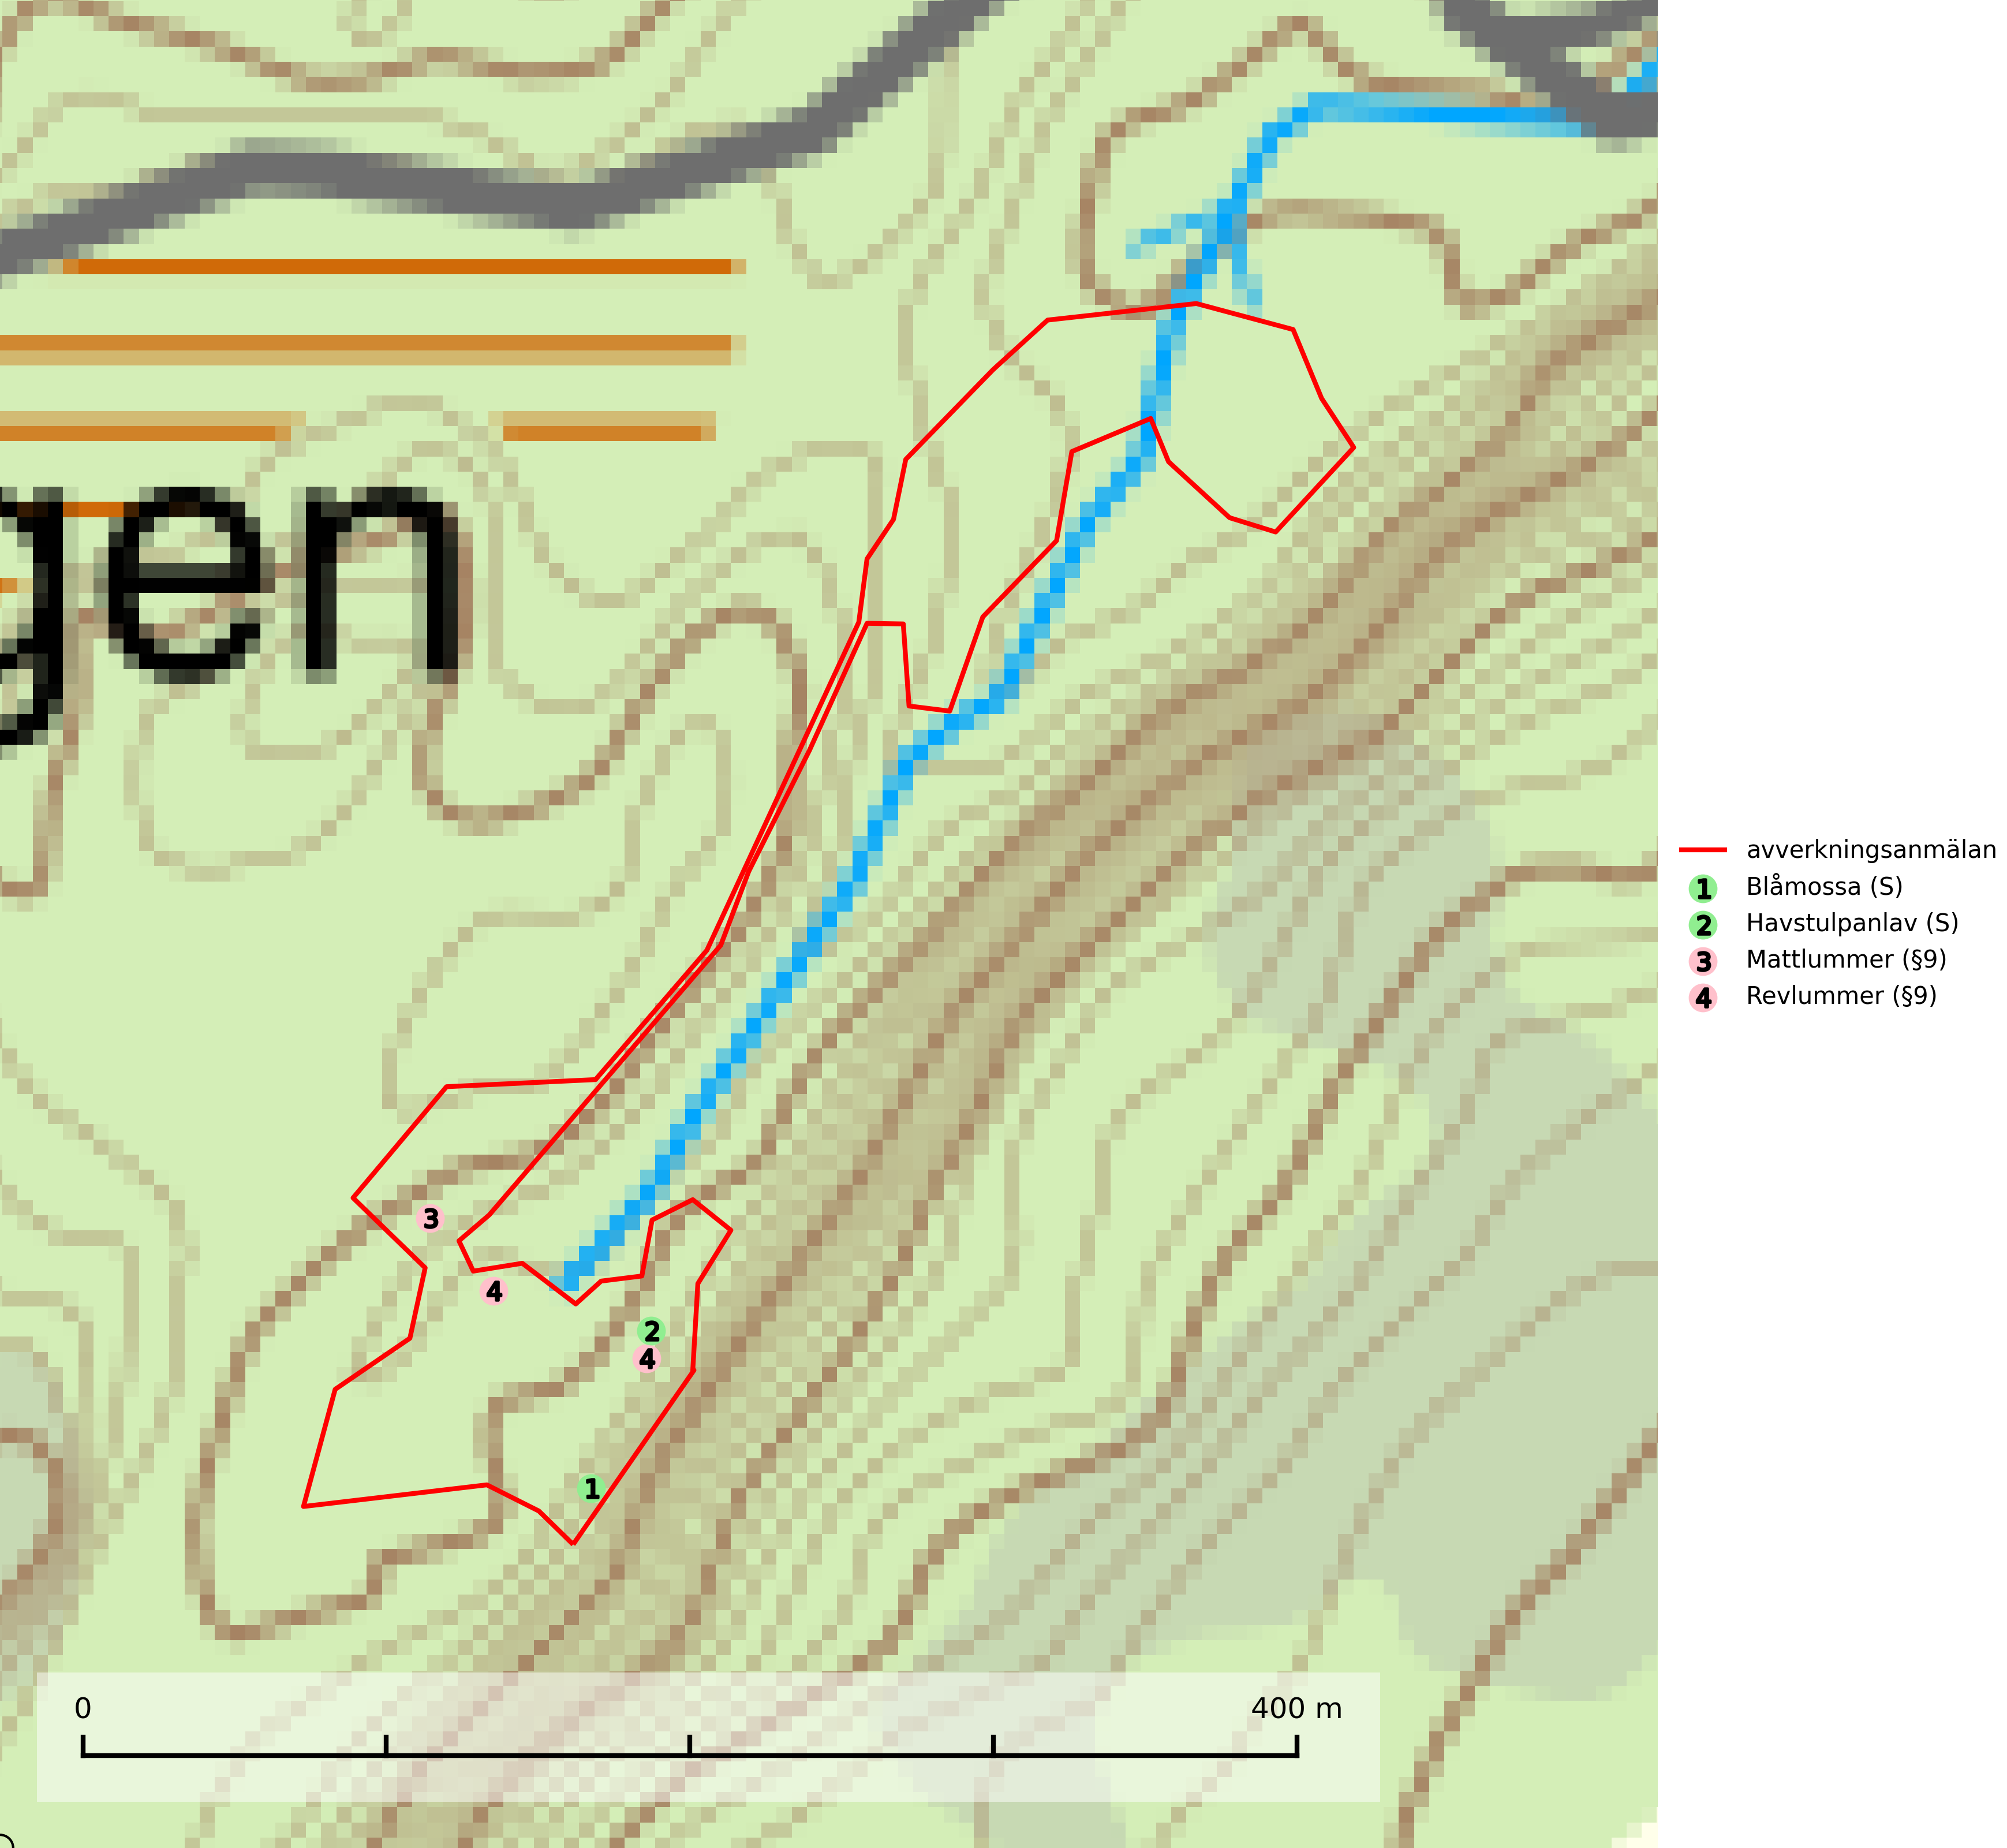 gen
3
4
2
4
1
0 400 m
avverkningsanmälan
1 Blåmossa (S)
2 Havstulpanlav (S)
3 Mattlummer (§9)
4 Revlummer (§9)